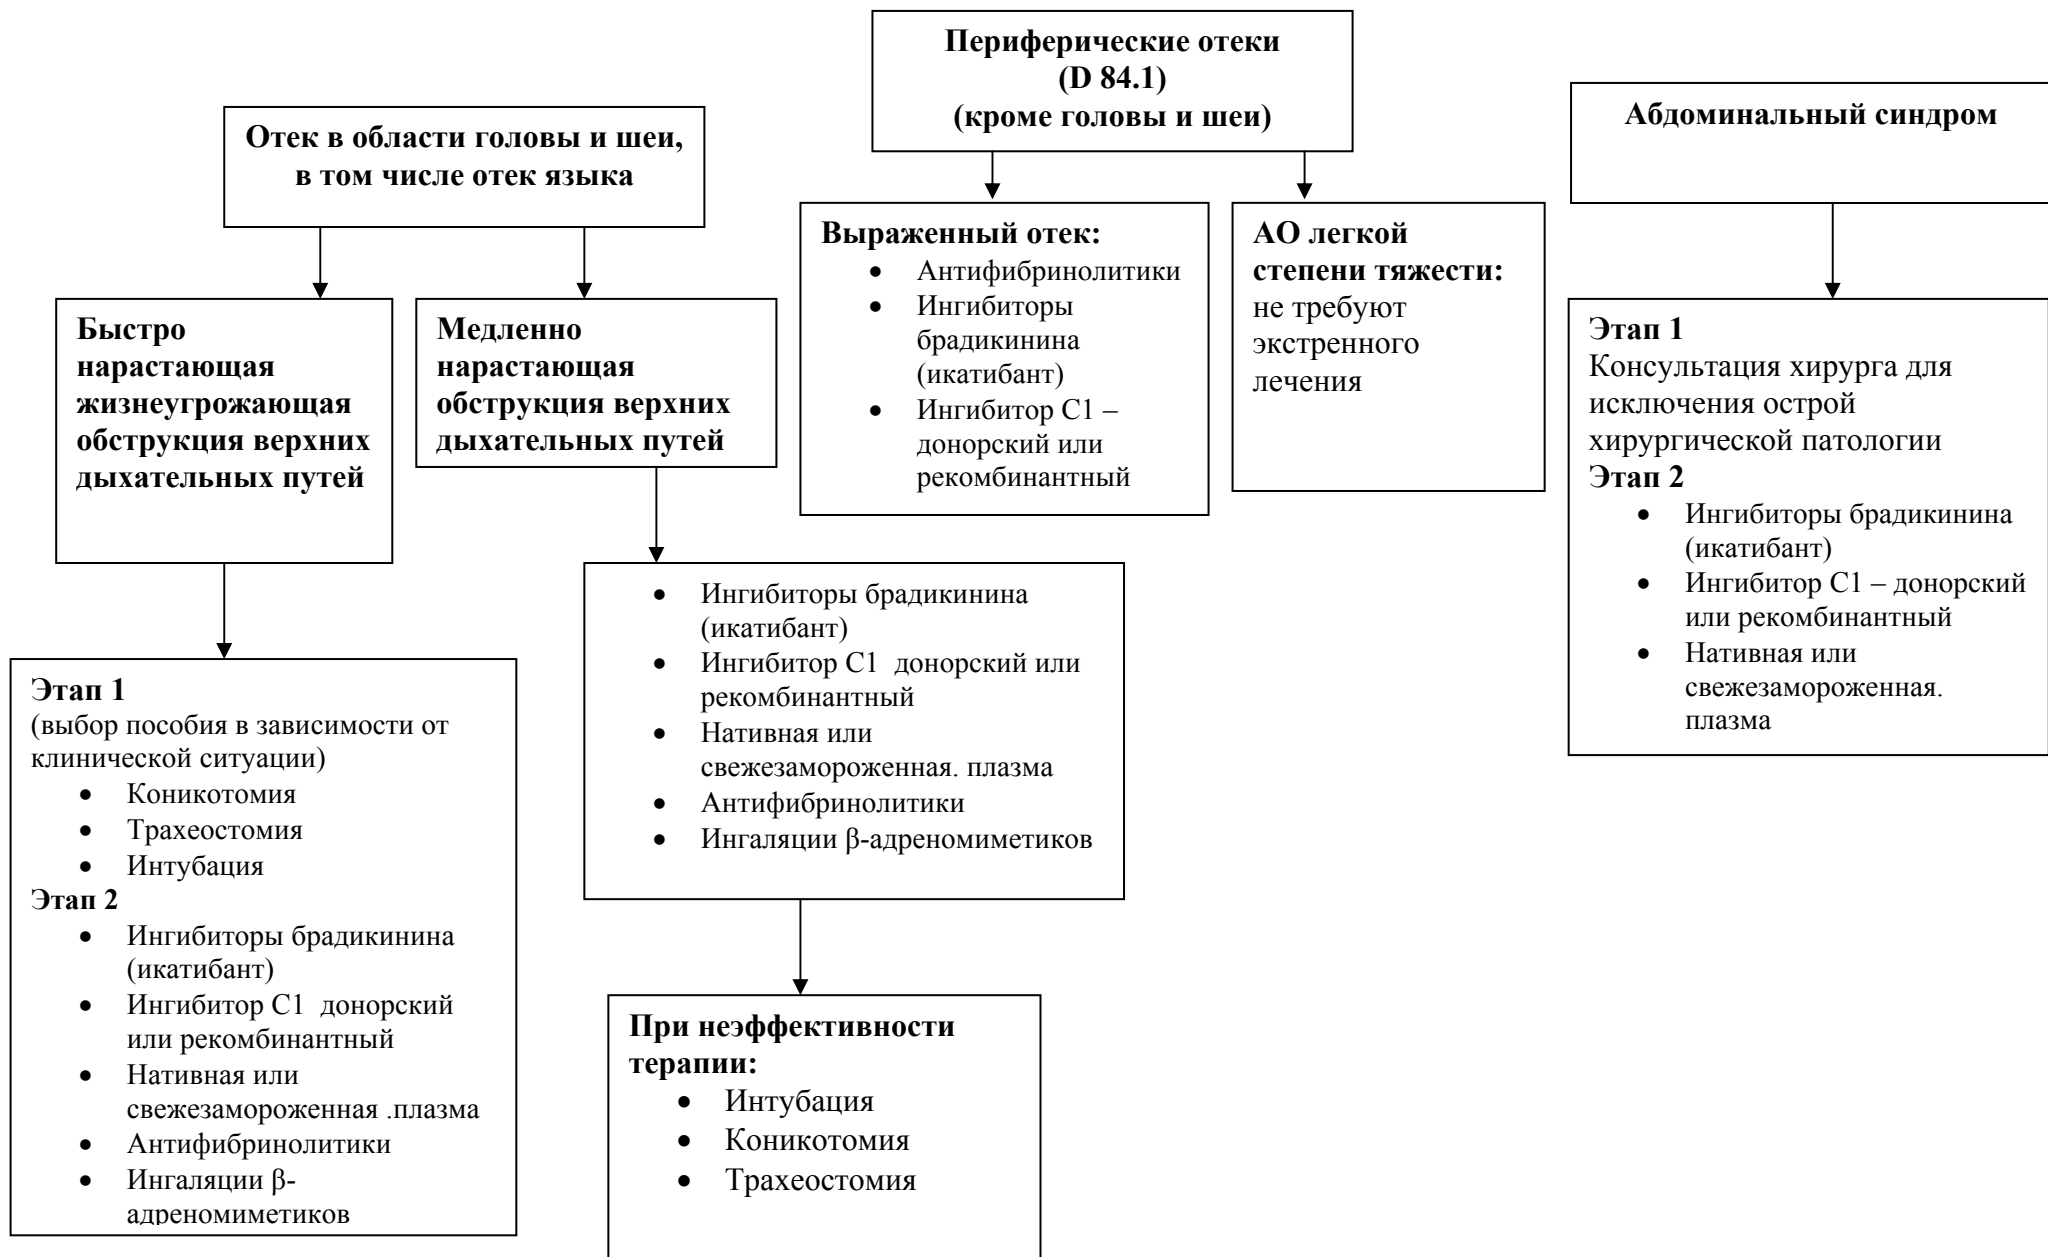 Периферические отеки
(D 84.1)
(кроме головы и шеи)
Абдоминальный синдром
Отек в области головы и шеи,
в том числе отек языка
Выраженный отек:
• Антифибринолитики
• Ингибиторы
брадикинина
(икатибант)
• Ингибитор С1 –
донорский или
рекомбинантный
АО легкой
степени тяжести:
не требуют
экстренного
лечения
Быстро
нарастающая
жизнеугрожающая
обструкция верхних
дыхательных путей
Медленно
нарастающая
обструкция верхних
дыхательных путей
Этап 1
Консультация хирурга для
исключения острой
хирургической патологии
Этап 2
• Ингибиторы брадикинина
(икатибант)
• Ингибитор С1 – донорский
или рекомбинантный
• Нативная или
свежезамороженная.
плазма
• Ингибиторы брадикинина
(икатибант)
• Ингибитор С1 донорский или
рекомбинантный
• Нативная или
свежезамороженная. плазма
• Антифибринолитики
• Ингаляции β-адреномиметиков
Этап 1
(выбор пособия в зависимости от
клинической ситуации)
• Коникотомия
• Трахеостомия
• Интубация
Этап 2
• Ингибиторы брадикинина
(икатибант)
• Ингибитор С1 донорский
или рекомбинантный
• Нативная или
свежезамороженная .плазма
• Антифибринолитики
• Ингаляции β-
адреномиметиков
При неэффективности
терапии:
• Интубация
• Коникотомия
• Трахеостомия